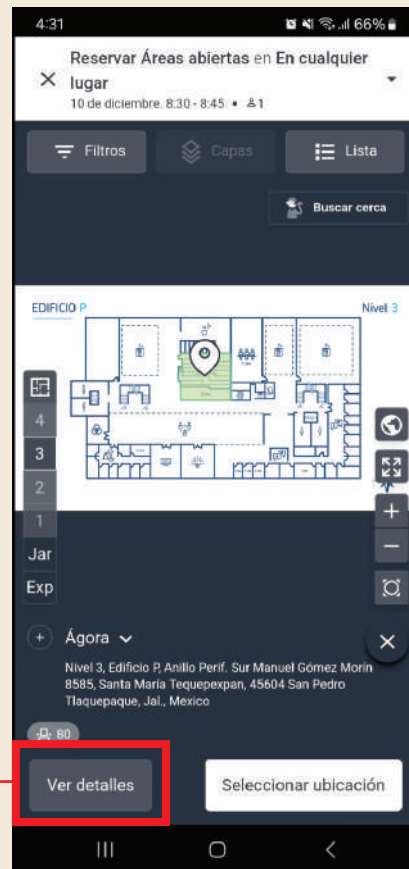 4:31
66%
Reservar Áreas abiertas en En cualquier
lugar
10 de diciembre. 8:30 - 8:45 • 1
Filtros
Capas
Lista
Buscar cerca
EDIFICIO P
Nivel 3
4
3
2
1
Jar
Exp
Ágora
Nivel 3, Edificio P, Anillo Perif. Sur Manuel Gómez Morin
8585, Santa María Tequepexpan, 45604 San Pedro
Tlaquepaque, Jal., Mexico
80
Ver detalles
Seleccionar ubicación